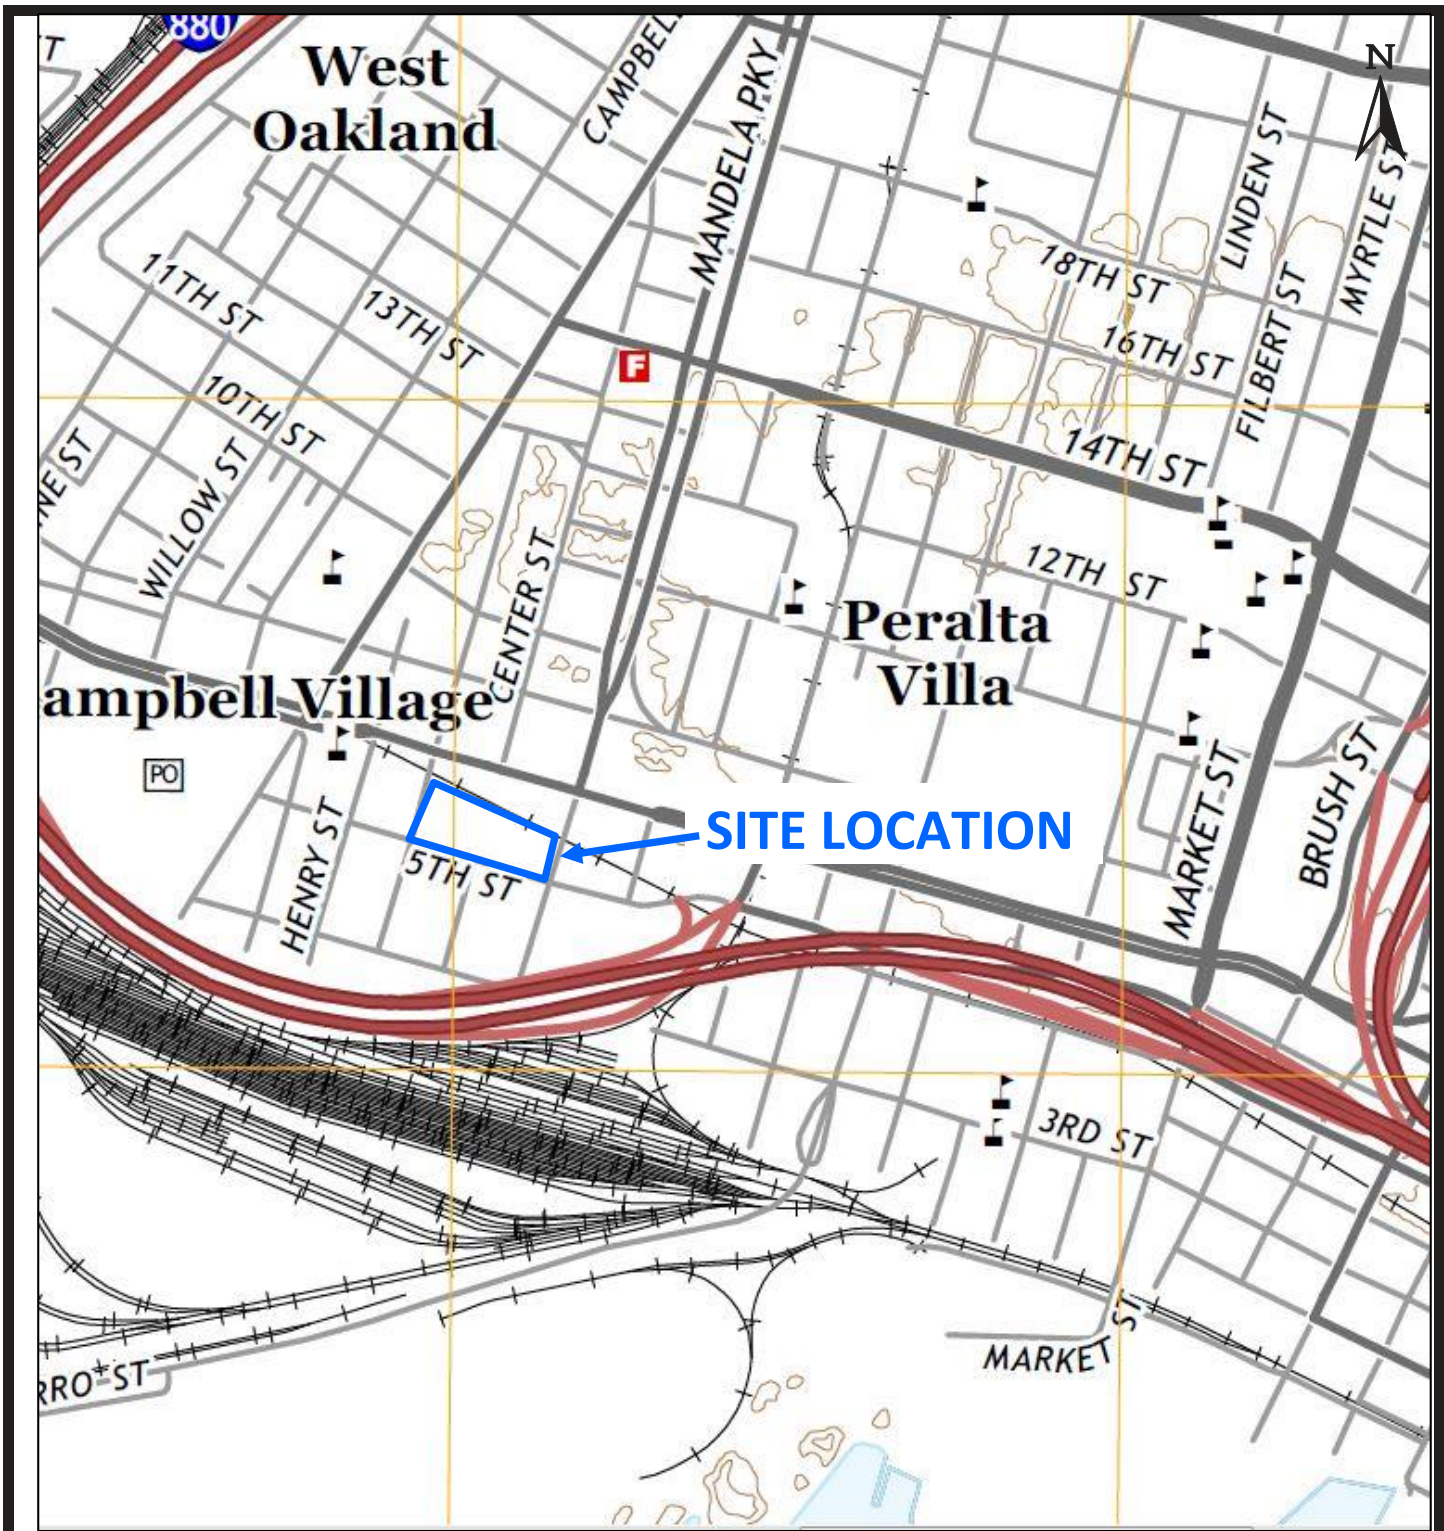 880
West
Oakland
CAMPBEL
MANDELA PKY
N
LINDEN ST
MYRTLE ST
11TH ST
13TH ST
18TH ST
16TH ST
FILBERT ST
F
10TH ST
14TH ST
NE ST
WILLOW ST
CENTER ST
12TH ST
Peralta
Villa
ampbell Village
PO
MARKET ST
BRUSH ST
SITE LOCATION
HENRY ST
5TH ST
3RD ST
MARKET ST
RRO ST